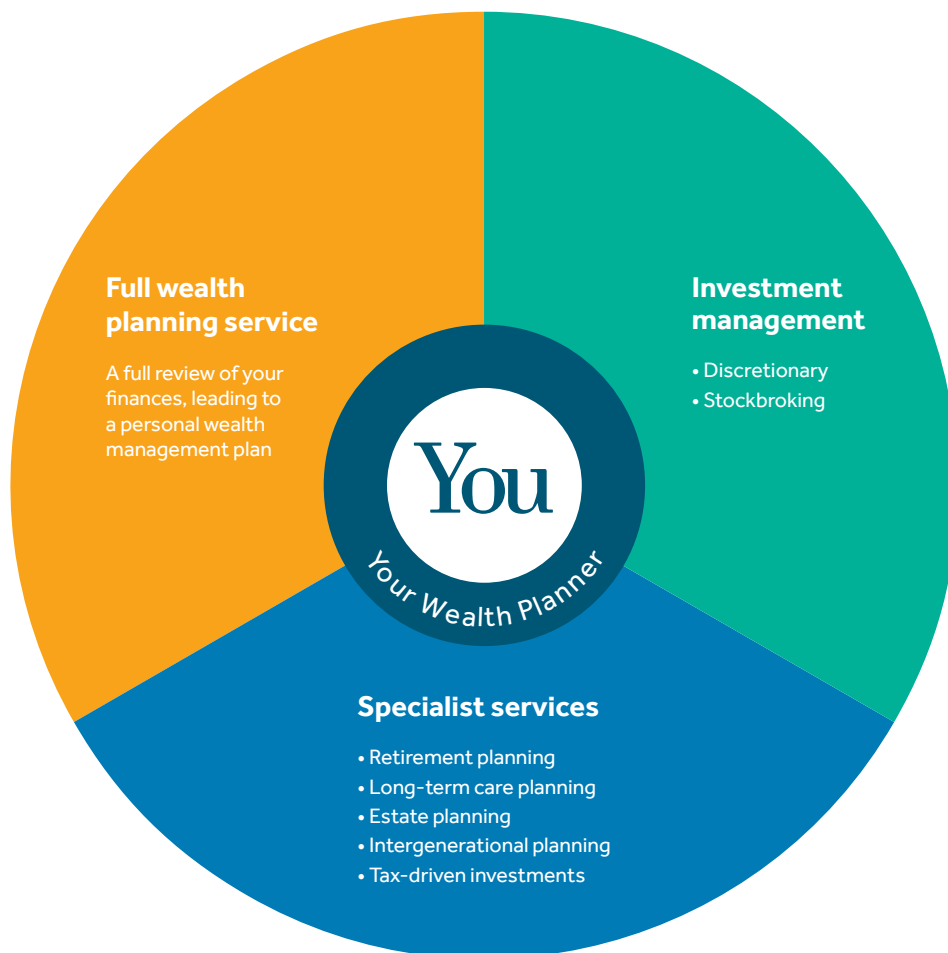 Full wealth
planning service
A full review of your
finances, leading to
a personal wealth
management plan
Investment
management
• Discretionary
• Stockbroking
You
Your Wealth Planner
Specialist services
• Retirement planning
• Long-term care planning
• Estate planning
• Intergenerational planning
• Tax-driven investments